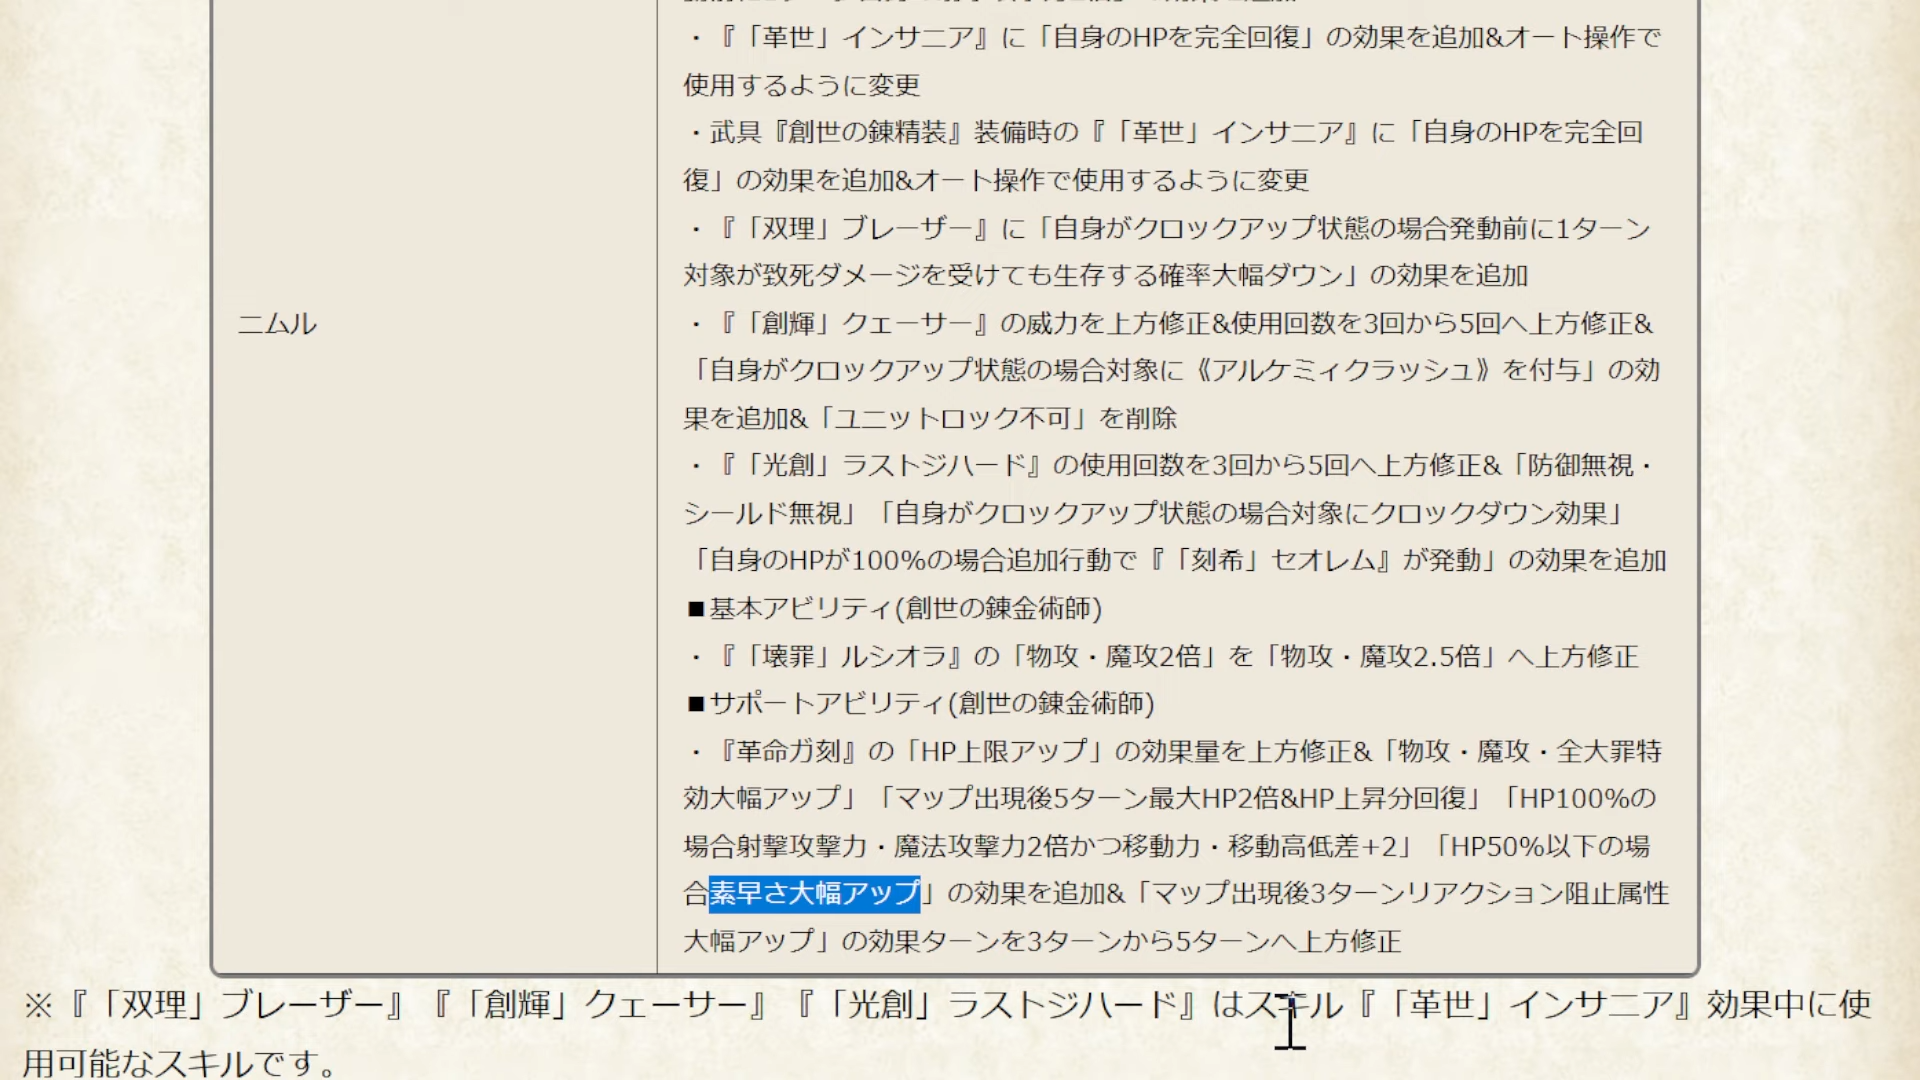 ・『「革世」インサニア』に「自身のHPを完全回復」の効果を追加&オート操作で
使用するように変更
・武具『創世の錬精装』装備時の『「革世」インサニア』に「自身のHPを完全回
復」の効果を追加&オート操作で使用するように変更
・『「双理」ブレーザー』に「自身がクロックアップ状態の場合発動前に1ターン
対象が致死ダメージを受けても生存する確率大幅ダウン」の効果を追加
ニムル
・『「創輝」クェーサー』の威力を上方修正&使用回数を3回から5回へ上方修正&
「自身がクロックアップ状態の場合対象に《アルケミィクラッシュ》を付与」の効
果を追加&「ユニットロック不可」を削除
・『「光創」ラストジハード』の使用回数を3回から5回へ上方修正&「防御無視・
シールド無視」「自身がクロックアップ状態の場合対象にクロックダウン効果」
「自身のHPが100%の場合追加行動で『「刻希」セオレム』が発動」の効果を追加
■基本アビリティ(創世の錬金術師)
・『「壊罪」ルシオラ』の「物攻・魔攻2倍」を「物攻・魔攻2.5倍」へ上方修正
■サポートアビリティ(創世の錬金術師)
・『革命ガ刻』の「HP上限アップ」の効果量を上方修正&「物攻・魔攻・全大罪特
効大幅アップ」「マップ出現後5ターン最大HP2倍&HP上昇分回復」「HP100%の
場合射撃攻撃力・魔法攻撃力2倍かつ移動力・移動高低差+2」「HP50%以下の場
合素早さ大幅アップ」の効果を追加&「マップ出現後3ターンリアクション阻止属性
大幅アップ」の効果ターンを3ターンから5ターンへ上方修正
※『「双理」ブレーザー』『「創輝」クェーサー』『「光創」ラストジハード』はスキル『「革世」インサニア』効果中に使
用可能なスキルです。